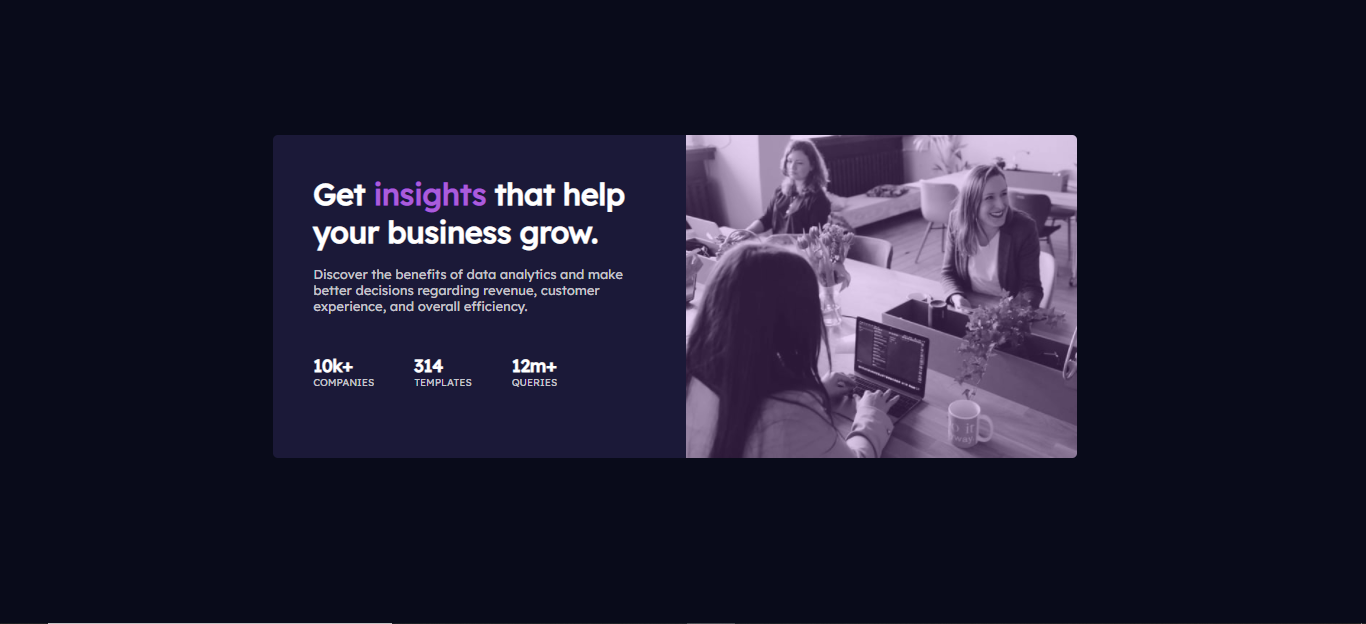 Get insights that help
your business grow.
Discover the benefits of data analytics and make
better decisions regarding revenue, customer
experience, and overall efficiency.
10k+ 314 12m+
COMPANIES TEMPLATES QUERIES